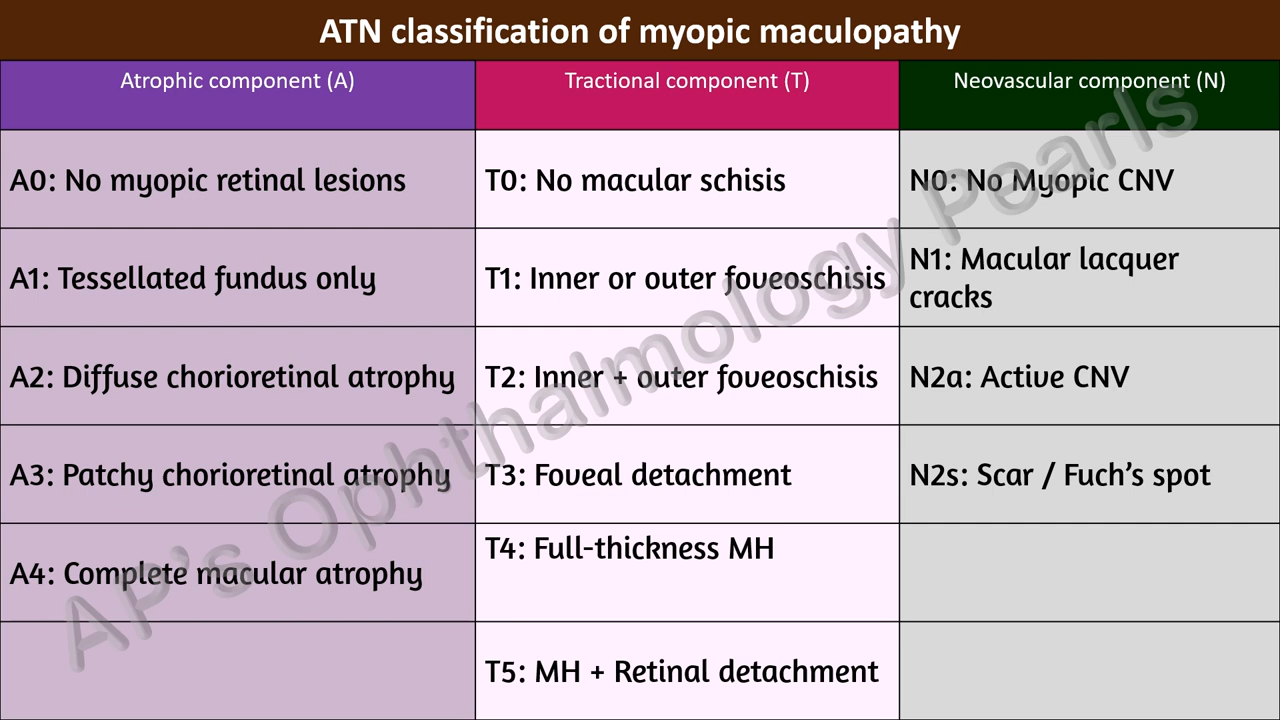 ATN classification of myopic maculopathy
Atrophic component (A)
Tractional component (T)
Neovascular component (N)
A0: No myopic retinal lesions
T0: No macular schisis
N0: No Myopic CNV
A1: Tessellated fundus only
T1: Inner or outer foveoschisis
N1: Macular lacquer
cracks
A2: Diffuse chorioretinal atrophy
T2: Inner + outer foveoschisis
N2a: Active CNV
A3: Patchy chorioretinal atrophy
T3: Foveal detachment
N2s: Scar / Fuch’s spot
A4: Complete macular atrophy
T4: Full-thickness MH
T5: MH + Retinal detachment
AP's Ophthalmology Pearls